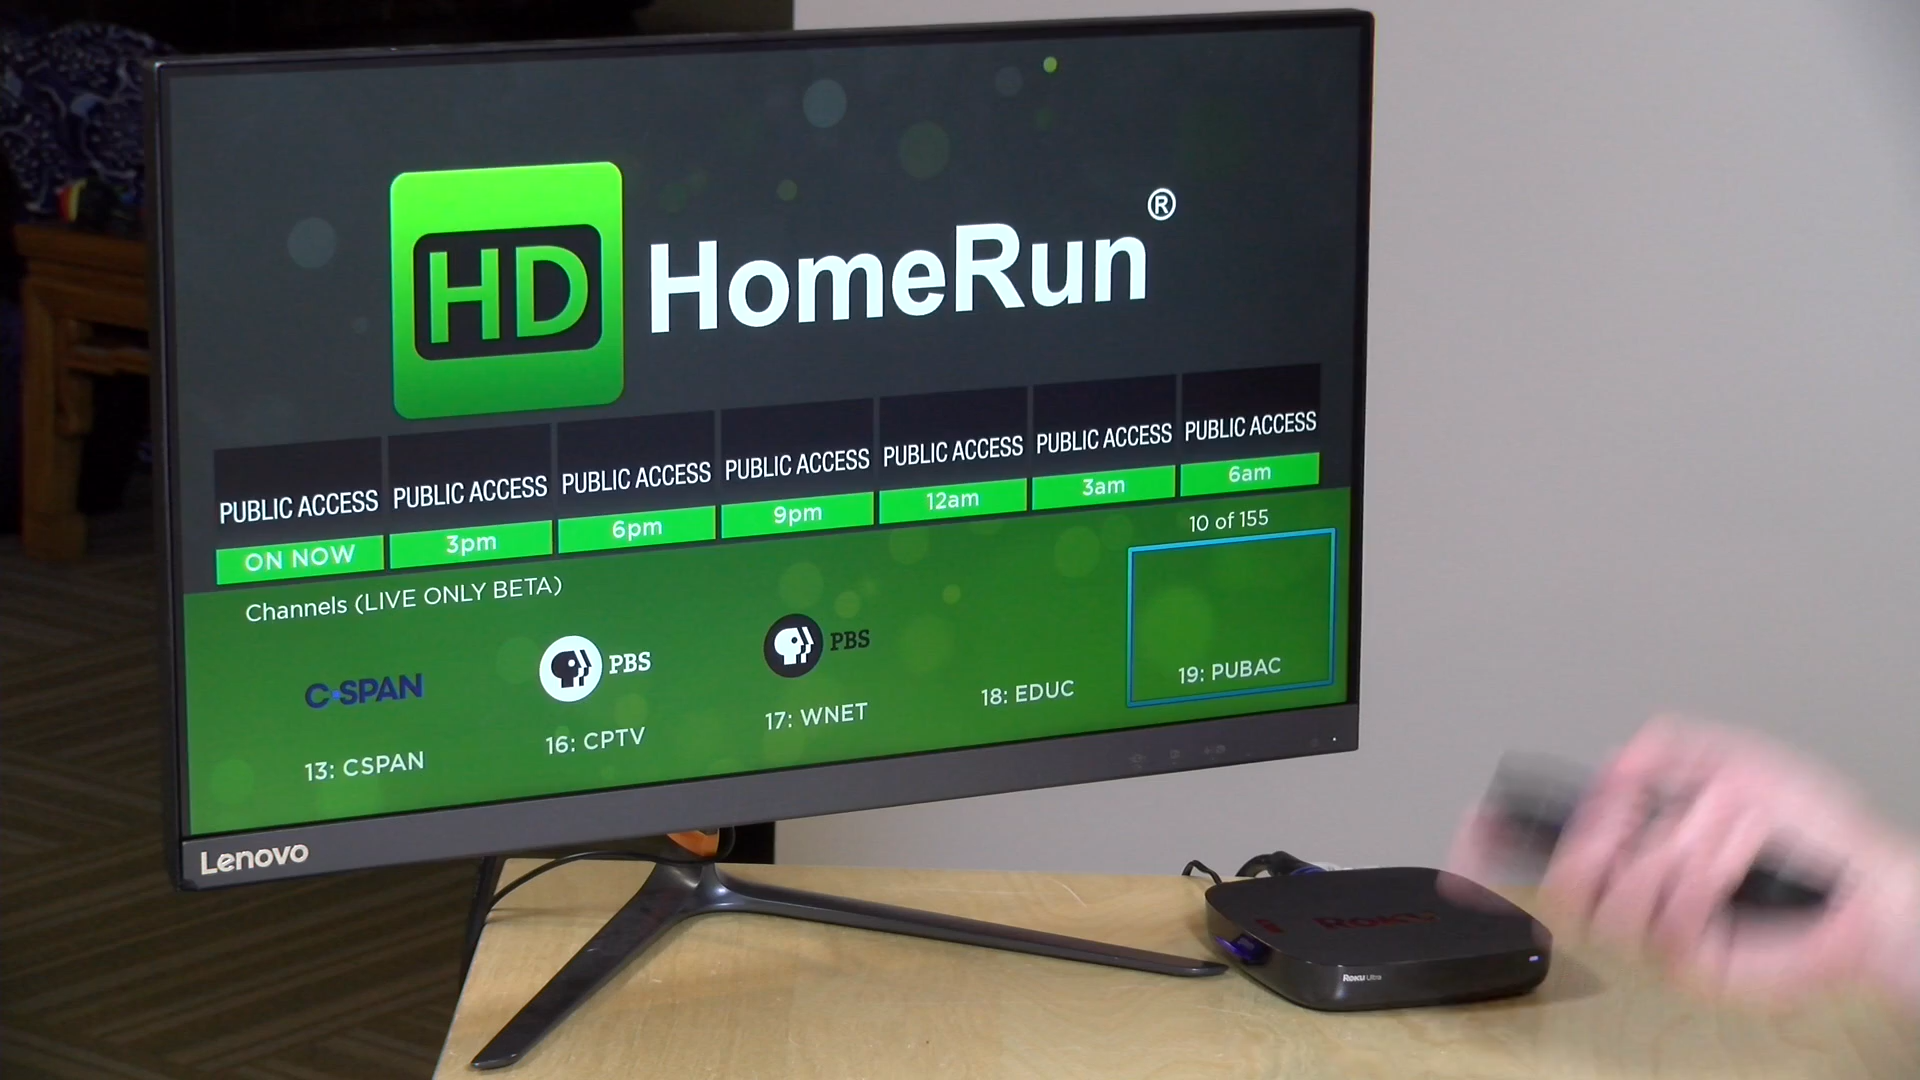 HD HomeRun®
PUBLIC ACCESS PUBLIC ACCESS PUBLIC ACCESS PUBLIC ACCESS PUBLIC ACCESS PUBLIC ACCESS PUBLIC ACCESS
ON NOW 3pm 6pm 9pm 12am 3am 6am
10 of 155
Channels (LIVE ONLY BETA)
C-SPAN PBS PBS
13: CSPAN 16: CPTV 17: WNET 18: EDUC 19: PUBAC
Lenovo
Roku
Roku Ultra